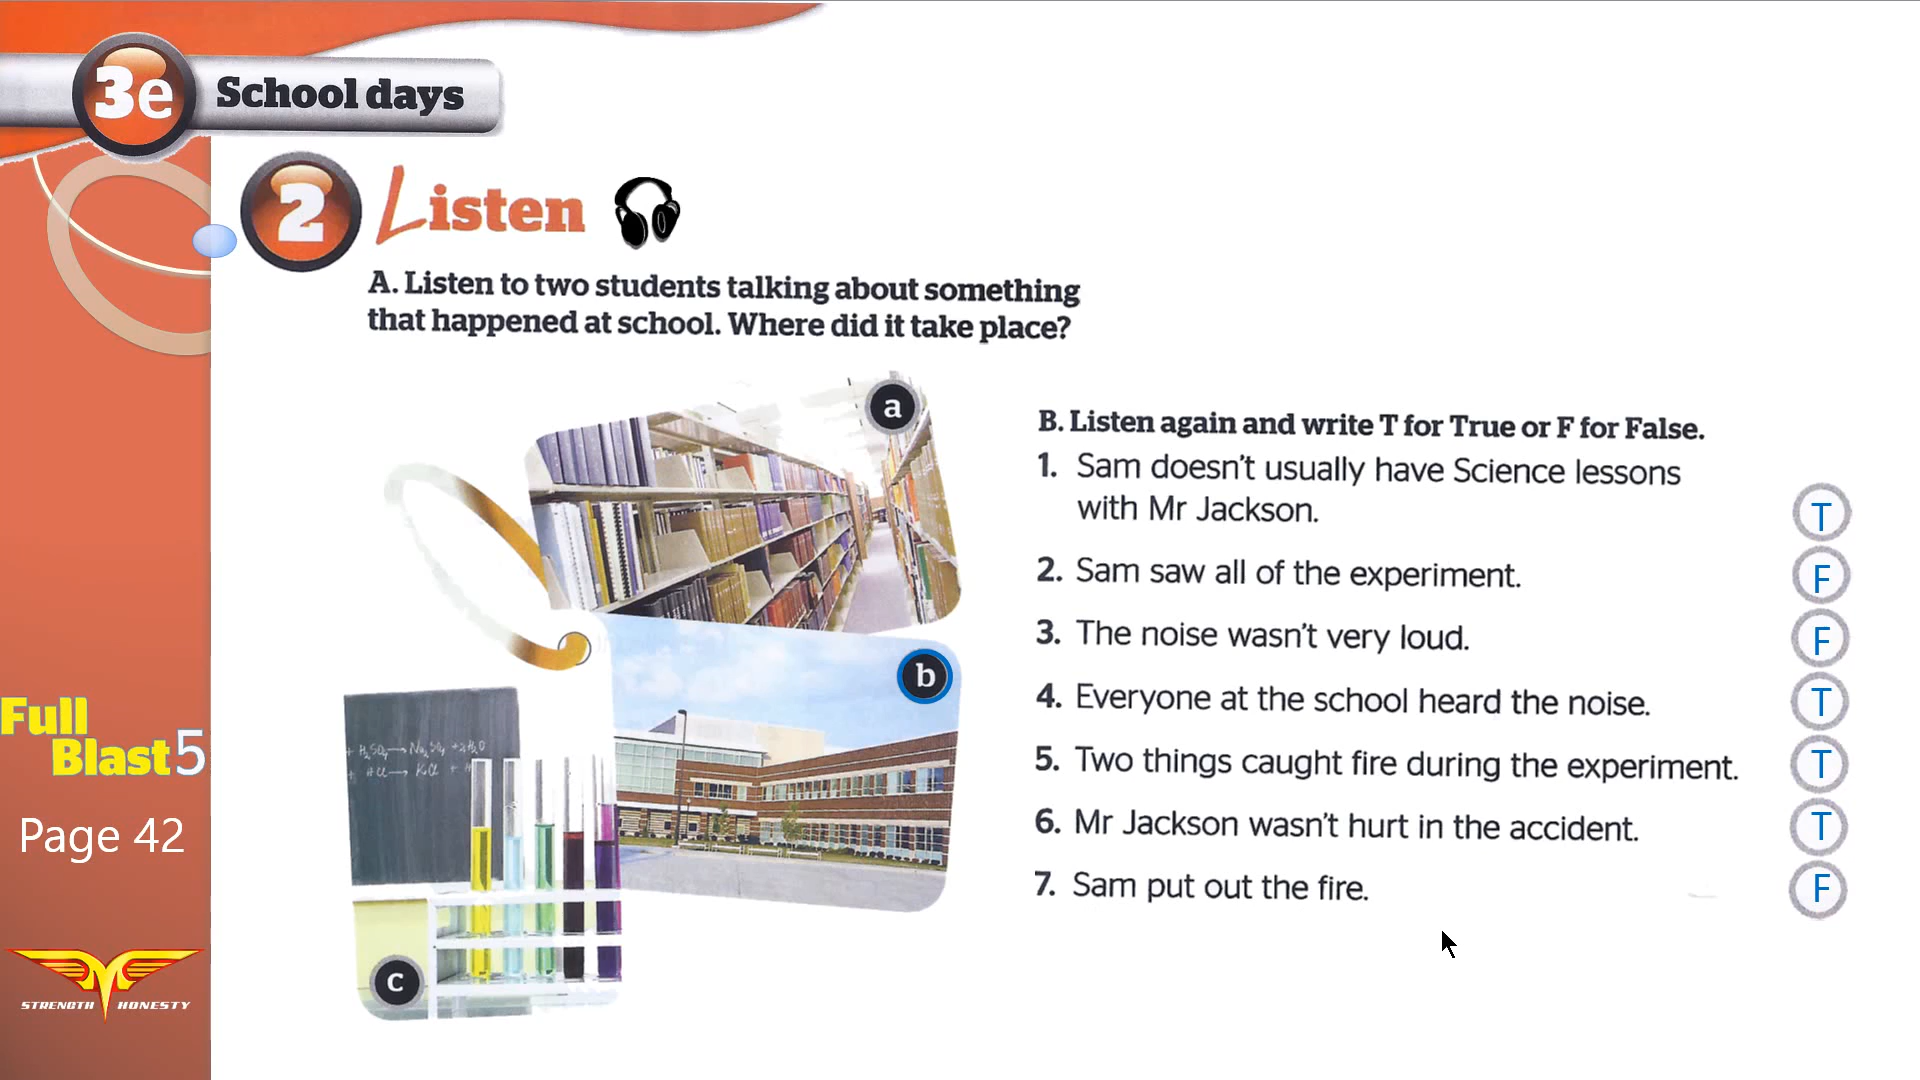 3e School days
2 Listen
A. Listen to two students talking about something
that happened at school. Where did it take place?
a
b
c
B. Listen again and write T for True or F for False.
1. Sam doesn't usually have Science lessons
with Mr Jackson.
T
2. Sam saw all of the experiment.
F
3. The noise wasn't very loud.
F
4. Everyone at the school heard the noise.
T
5. Two things caught fire during the experiment.
T
6. Mr Jackson wasn't hurt in the accident.
T
7. Sam put out the fire.
F
Full
Blast 5
Page 42
STRENGTH HONESTY